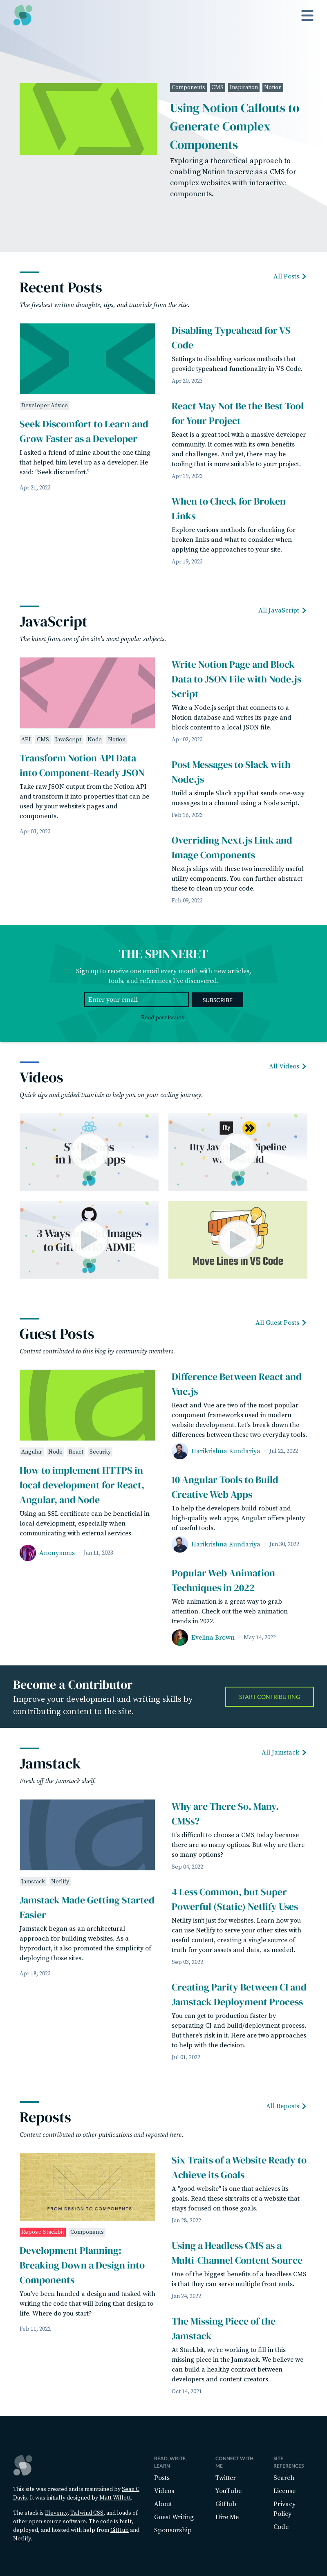 Components CMS Inspiration Notion
Using Notion Callouts to
Generate Complex
Components
Exploring a theoretical approach to
enabling Notion to serve as a CMS for
complex websites with interactive
components.
Recent Posts
All Posts
The freshest written thoughts, tips, and tutorials from the site.
Developer Advice
Seek Discomfort to Learn and
Grow Faster as a Developer
I asked a friend of mine about the one thing
that helped him level up as a developer. He
said: "Seek discomfort."
Apr 21, 2023
Disabling Typeahead for VS
Code
Settings to disabling various methods that
provide typeahead functionality in VS Code.
Apr 20, 2023
React May Not Be the Best Tool
for Your Project
React is a great tool with a massive developer
community. It comes with its own benefits
and challenges. And yet, there may be
tooling that is more suitable to your project.
Apr 19, 2023
When to Check for Broken
Links
Explore various methods for checking for
broken links and what to consider when
applying the approaches to your site.
Apr 19, 2023
JavaScript
All JavaScript
The latest from one of the site's most popular subjects.
API CMS JavaScript Node Notion
Transform Notion API Data
into Component-Ready JSON
Take raw JSON output from the Notion API
and transform it into properties that can be
used by your website's pages and
components.
Apr 03, 2023
Write Notion Page and Block
Data to JSON File with Node.js
Script
Write a Node.js script that connects to a
Notion database and writes its page and
block content to a local JSON file.
Apr 02, 2023
Post Messages to Slack with
Node.js
Build a simple Slack app that sends one-way
messages to a channel using a Node script.
Feb 16, 2023
Overriding Next.js Link and
Image Components
Next.js ships with these two incredibly useful
utility components. You can further abstract
these to clean up your code.
Feb 09, 2023
THE SPINNERET
Sign up to receive one email every month with new articles,
tools, and references I've discovered.
Enter your email
SUBSCRIBE
Read past issues.
Videos
All Videos
Quick tips and guided tutorials to help you on your coding journey.
Move Lines in VS Code
Guest Posts
All Guest Posts
Content contributed to this blog by community members.
Angular Node React Security
How to implement HTTPS in
local development for React,
Angular, and Node
Using an SSL certificate can be beneficial in
local development, especially when
communicating with external services.
Anonymous · Jan 11, 2023
Difference Between React and
Vue.js
React and Vue are two of the most popular
component frameworks used in modern
website development. Let's break down the
differences between these two everyday tools.
Harikrishna Kundariya · Jul 22, 2022
10 Angular Tools to Build
Creative Web Apps
To help the developers build robust and
high-quality web apps, Angular offers plenty
of useful tools.
Harikrishna Kundariya · Jun 30, 2022
Popular Web Animation
Techniques in 2022
Web animation is a great way to grab
attention. Check out the web animation
trends in 2022.
Evelina Brown · May 14, 2022
Become a Contributor
Improve your development and writing skills by
contributing content to the site.
START CONTRIBUTING
Jamstack
All Jamstack
Fresh off the Jamstack shelf.
Jamstack Netlify
Jamstack Made Getting Started
Easier
Jamstack began as an architectural
approach for building websites. As a
byproduct, it also promoted the simplicity of
deploying those sites.
Apr 18, 2023
Why are There So. Many.
CMSs?
It's difficult to choose a CMS today because
there are so many options. But why are there
so many options?
Sep 04, 2022
4 Less Common, but Super
Powerful (Static) Netlify Uses
Netlify isn't just for websites. Learn how you
can use Netlify to serve your other sites with
useful content, creating a single source of
truth for your assets and data, as needed.
Sep 03, 2022
Creating Parity Between CI and
Jamstack Deployment Process
You can get to production faster by
separating CI and build/deployment process.
But there's risk in it. Here are two approaches
to help with the decision.
Jul 01, 2022
Reposts
All Reposts
Content contributed to other publications and reposted here.
FROM DESIGN TO COMPONENTS
Repost: Stackbit Components
Development Planning:
Breaking Down a Design into
Components
You've been handed a design and tasked with
writing the code that will bring that design to
life. Where do you start?
Feb 11, 2022
Six Traits of a Website Ready to
Achieve its Goals
A "good website" is one that achieves its
goals. Read these six traits of a website that
stays focused on those goals.
Jan 28, 2022
Using a Headless CMS as a
Multi-Channel Content Source
One of the biggest benefits of a headless CMS
is that they can serve multiple front ends.
Jan 24, 2022
The Missing Piece of the
Jamstack
At Stackbit, we're working to fill in this
missing piece in the Jamstack. We believe we
can build a healthy contract between
developers and content creators.
Oct 14, 2021
This site was created and is maintained by Sean C
Davis. It was initially designed by Matt Willett.
The stack is Eleventy, Tailwind CSS, and loads of
other open-source software. The code is built,
deployed, and hosted with help from GitHub and
Netlify.
READ, WRITE,
LEARN
Posts
Videos
About
Guest Writing
Sponsorship
CONNECT WITH
ME
Twitter
YouTube
GitHub
Hire Me
SITE
REFERENCES
Search
License
Privacy
Policy
Code